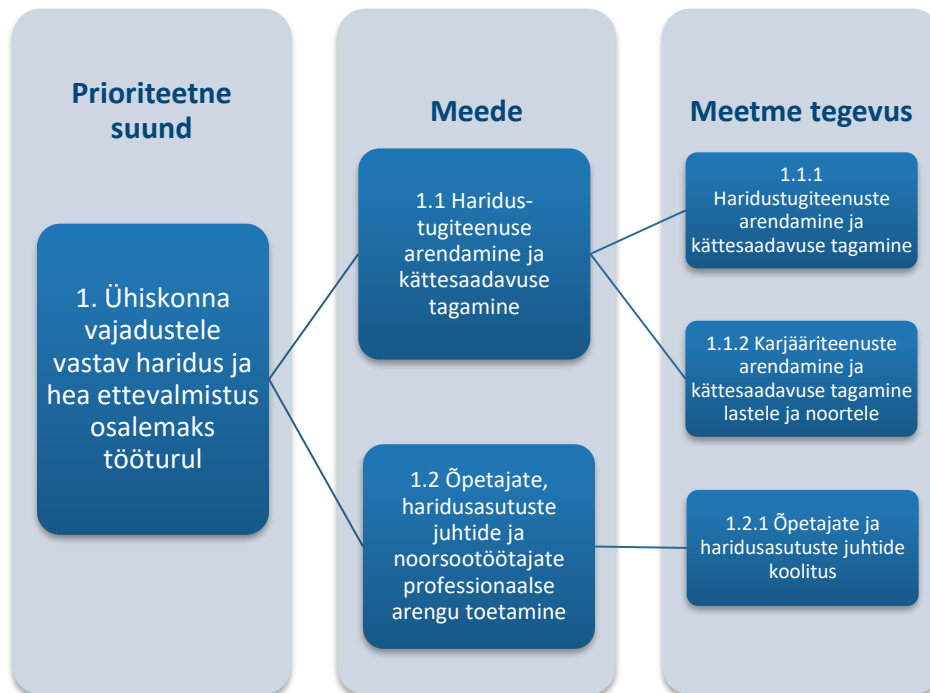 Prioriteetne
suund
1. Ühiskonna
vajadustele
vastav haridus ja
hea ettevalmistus
osalemaks
tööturul
Meede
1.1 Haridus-
tugiteenuse
arendamine ja
kättesaadavuse
tagamine
1.2 Õpetajate,
haridusasutuste
juhtide ja
noorsootöötajate
professionaalse
arengu toetamine
Meetme tegevus
1.1.1
Haridustugiteenuste
arendamine ja
kättesaadavuse tagamine
1.1.2 Karjääriteenuste
arendamine ja
kättesaadavuse tagamine
lastele ja noortele
1.2.1 Õpetajate ja
haridusasutuste juhtide
koolitus